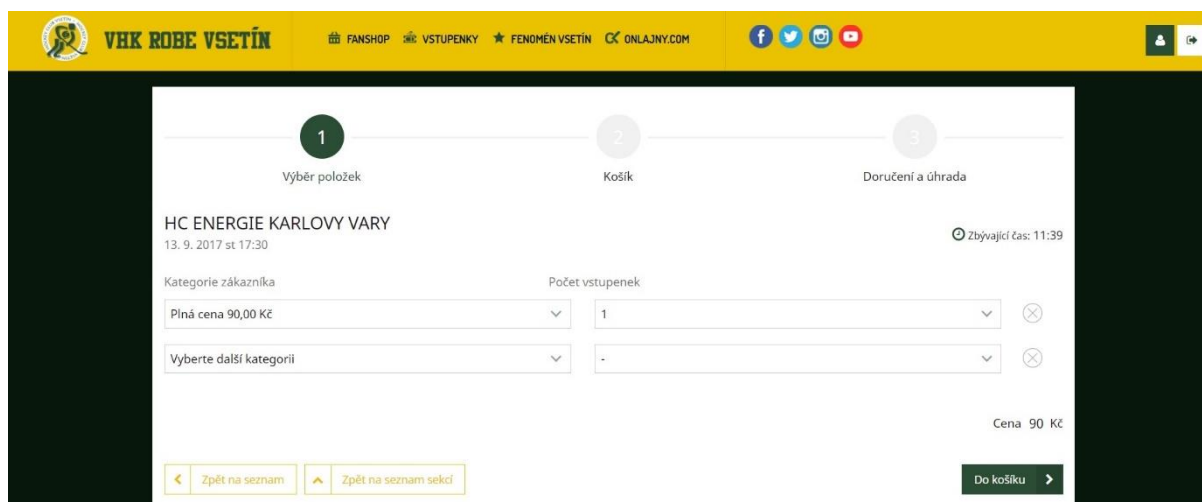 VHK ROBE VSETÍN
FANSHOP VSTUPENKY FENOMÉN VSETÍN ONLAJNY.COM
1
2
3
Výběr položek
Košík
Doručení a úhrada
HC ENERGIE KARLOVY VARY
13. 9. 2017 st 17:30
Zbývající čas: 11:39
Kategorie zákazníka
Počet vstupenek
Plná cena 90,00 Kč
1
Vyberte další kategorii
-
Cena 90 Kč
Zpět na seznam
Zpět na seznam sekcí
Do košíku